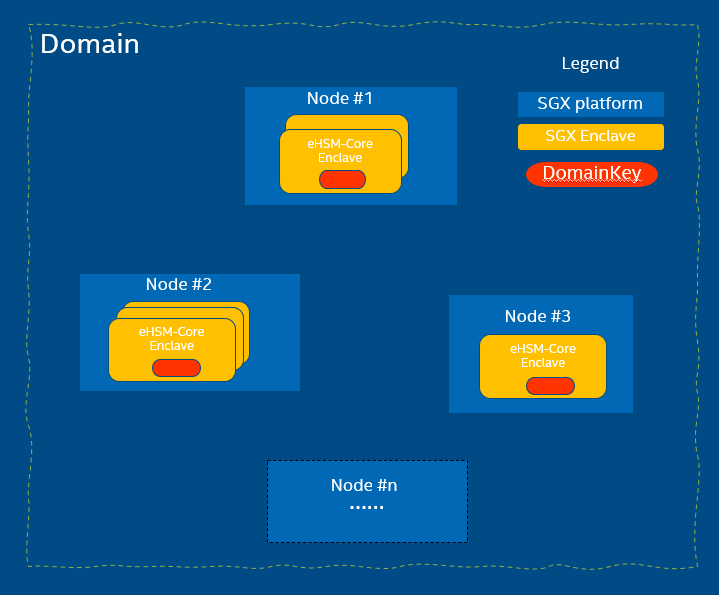 Domain
Legend
SGX platform
SGX Enclave
DomainKey
Node #1
eHSM-Core
Enclave
Node #2
eHSM-Core
Enclave
Node #3
eHSM-Core
Enclave
Node #n
......